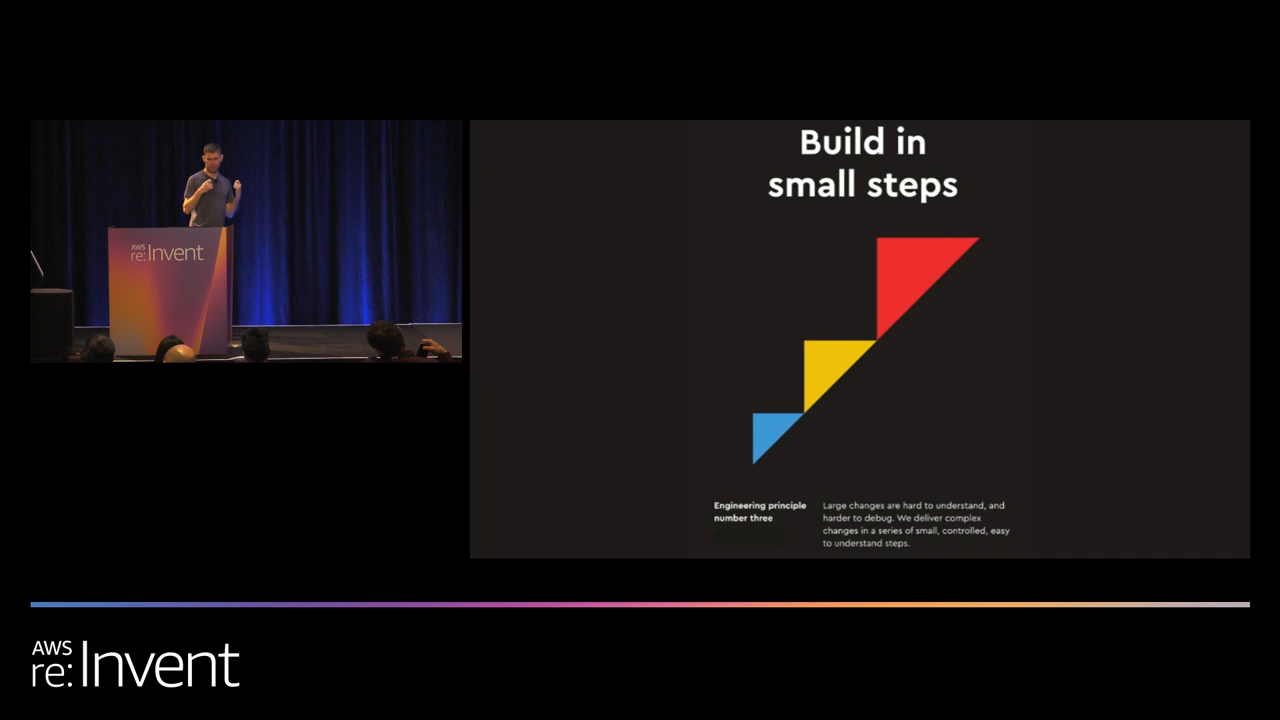 AWS
re:Invent
Build in
small steps
Engineering principle
number three
Large changes are hard to understand, and
harder to debug. We deliver complex
changes in a series of small, controlled, easy
to understand steps.
AWS
re:Invent